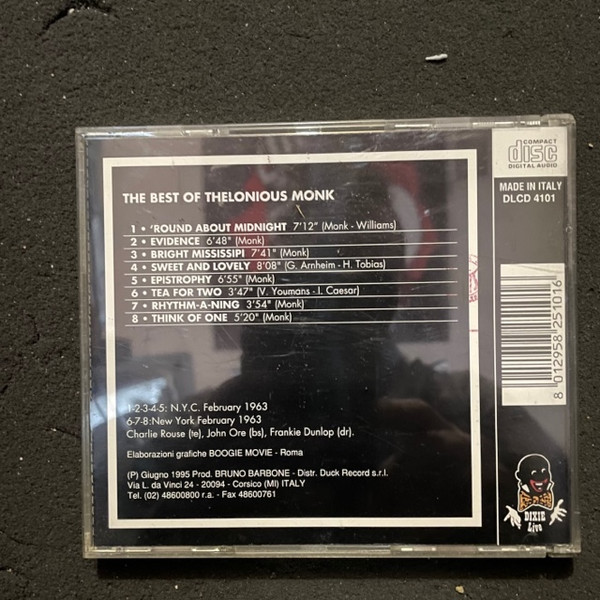 COMPACT
disc
DIGITAL AUDIO
MADE IN ITALY
DLCD 4101
THE BEST OF THELONIOUS MONK
1 • 'ROUND ABOUT MIDNIGHT 7'12" (Monk - Williams)
2 • EVIDENCE 6'48" (Monk)
3 • BRIGHT MISSISSIPI 7'41" (Monk)
4 • SWEET AND LOVELY 8'08" (G. Arnheim - H. Tobias)
5 • EPISTROPHY 6'55" (Monk)
6 • TEA FOR TWO 3'47" (V. Youmans - I. Caesar)
7 • RHYTHM-A-NING 3'54" (Monk)
8 • THINK OF ONE 5'20" (Monk)
1-2-3-4-5: N.Y.C. February 1963
6-7-8:New York February 1963
Charlie Rouse (te), John Ore (bs), Frankie Dunlop (dr).
Elaborazioni grafiche BOOGIE MOVIE - Roma
(P) Giugno 1995 Prod. BRUNO BARBONE - Distr. Duck Record s.r.l.
Via L. da Vinci 24 - 20094 - Corsico (MI) ITALY
Tel. (02) 48600800 r.a. - Fax 48600761
8 012958 251016
DIXIE
Live